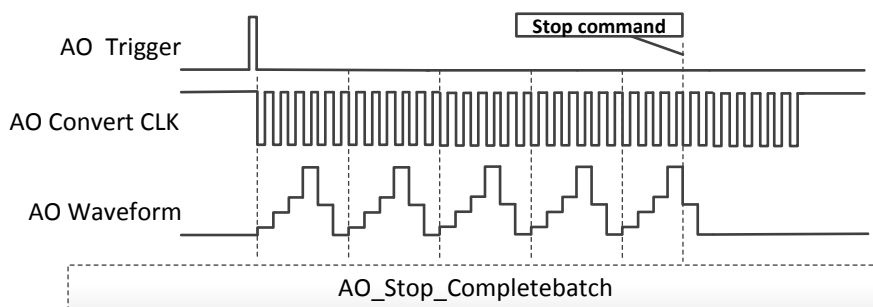 Stop command
AO Trigger
AO Convert CLK
AO Waveform
AO_Stop_Completebatch